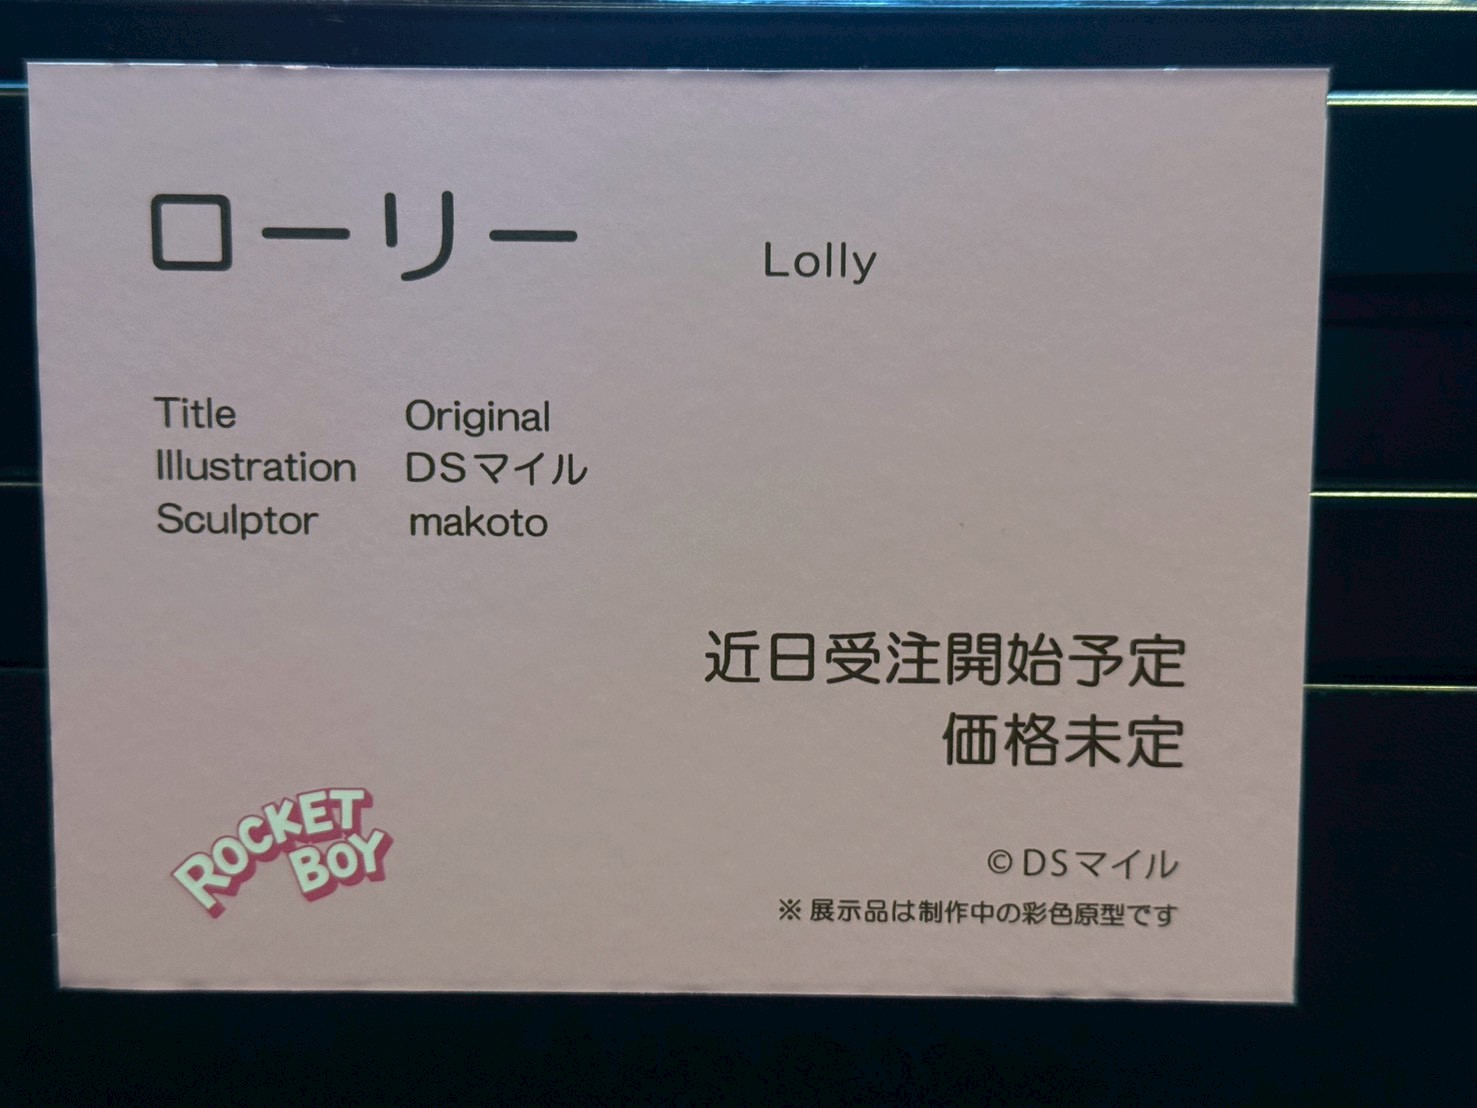 ローリー Lolly
Title Original
Illustration DSマイル
Sculptor makoto
近日受注開始予定
価格未定
ROCKET
BOY
©DSマイル
※展示品は制作中の彩色原型です